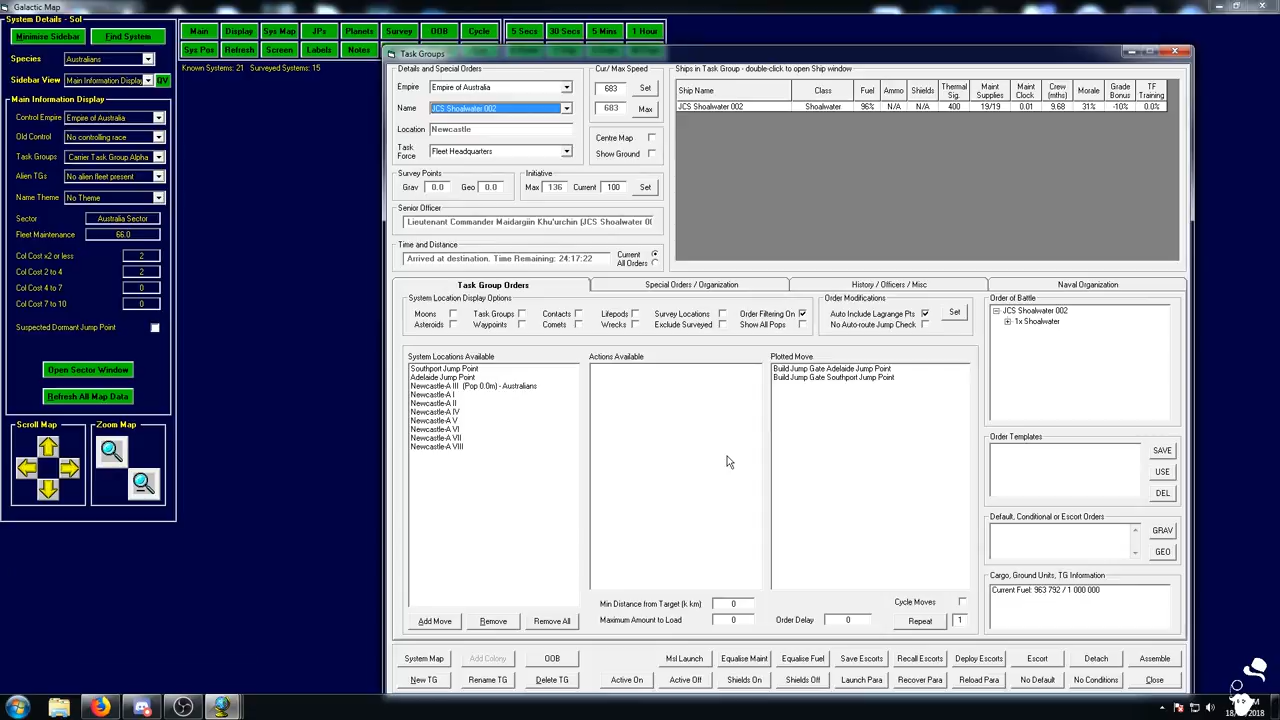 Galactic Map
System Details - Sol
Minimise Sidebar Find System
Species Australians
Sidebar View Main Information Display QV
Main Information Display
Control Empire Empire of Australia
Old Control No controlling race
Task Groups Carrier Task Group Alpha
Alien TGs No alien fleet present
Name Theme No Theme
Sector Australia Sector
Fleet Maintenance 66.0
Col Cost x2 or less 2
Col Cost 2 to 4 2
Col Cost 4 to 7 0
Col Cost 7 to 10 0
Suspected Dormant Jump Point
Open Sector Window
Refresh All Map Data
Scroll Map Zoom Map
Main Display Sys Map JPs Planets Survey OOB Cycle 5 Secs 30 Secs 5 Mins 1 Hour
Sys Pos Refresh Screen Labels Notes
Known Systems: 21 Surveyed Systems: 15
Task Groups
Details and Special Orders
Empire Empire of Australia
Name JCS Shoalwater 002
Location Newcastle
Task Force Fleet Headquarters
Cur/ Max Speed
683 Set
683 Max
Centre Map
Show Ground
Survey Points
Grav 0.0 Geo 0.0
Initiative
Max 136 Current 100 Set
Senior Officer
Lieutenant Commander Maidargiin Khu'urchin (JCS Shoalwater 00
Time and Distance
Arrived at destination. Time Remaining: 24:17:22
Current
All Orders
Ships in Task Group - double-click to open Ship window
Ship Name Class Fuel Ammo Shields Thermal Sig. Maint Supplies Maint Clock Crew (mths) Morale Grade Bonus TF Training
JCS Shoalwater 002 Shoalwater 96% N/A N/A 400 19/19 0.01 9.68 31% -10% 0.0%
Task Group Orders Special Orders / Organization History / Officers / Misc Naval Organization
System Location Display Options
Moons Task Groups Contacts Lifepods Survey Locations Order Filtering On
Asteroids Waypoints Comets Wrecks Exclude Surveyed Show All Pops
Order Modifications
Auto Include Lagrange Pts Set
No Auto-route Jump Check
Order of Battle
JCS Shoalwater 002
1x Shoalwater
System Locations Available
Southport Jump Point
Adelaide Jump Point
Newcastle-A III (Pop 0.0m) - Australians
Newcastle-A I
Newcastle-A II
Newcastle-A IV
Newcastle-A V
Newcastle-A VI
Newcastle-A VII
Newcastle-A VIII
Actions Available
Plotted Move
Build Jump Gate Adelaide Jump Point
Build Jump Gate Southport Jump Point
Order Templates
SAVE
USE
DEL
Default, Conditional or Escort Orders
GRAV
GEO
Cargo, Ground Units, TG Information
Current Fuel: 963 792 / 1 000 000
Min Distance from Target (k km) 0
Cycle Moves
Add Move Remove Remove All Maximum Amount to Load 0 Order Delay 0 Repeat 1
System Map Add Colony OOB Msl Launch Equalise Maint Equalise Fuel Save Escorts Recall Escorts Deploy Escorts Escort Detach Assemble
New TG Rename TG Delete TG Active On Active Off Shields On Shields Off Launch Para Recover Para Reload Para No Default No Conditions Close